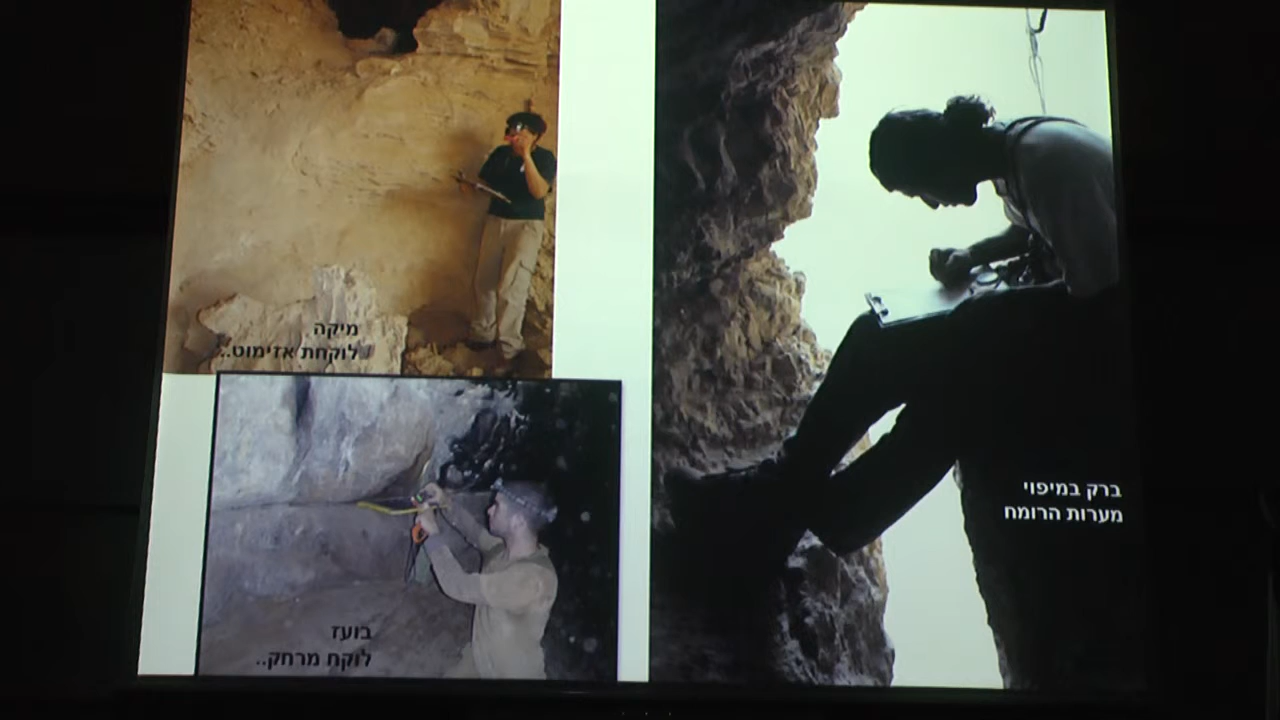 מיקה
לוקחת אזימוט..
בועז
לוקח מרחק..
ברק במיפוי
מערות הרומח